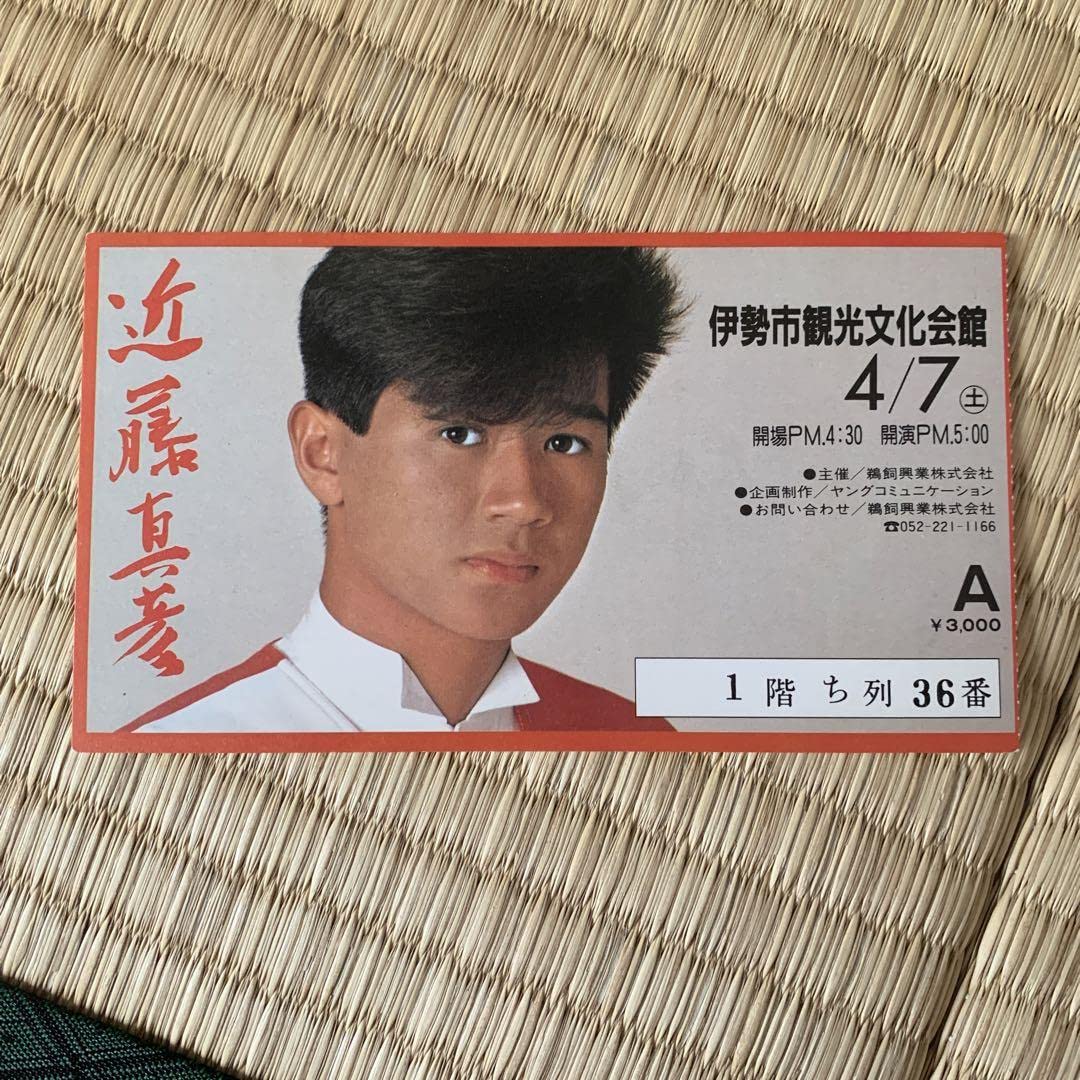 近藤真彦
伊勢市観光文化会館
4/7㊏
開場PM.4:30 開演PM.5:00
●主催/鵜飼興業株式会社
●企画制作/ヤングコミュニケーション
●お問い合わせ/鵜飼興業株式会社
☎052-221-1166
A
￥3,000
1階 ち列 36番